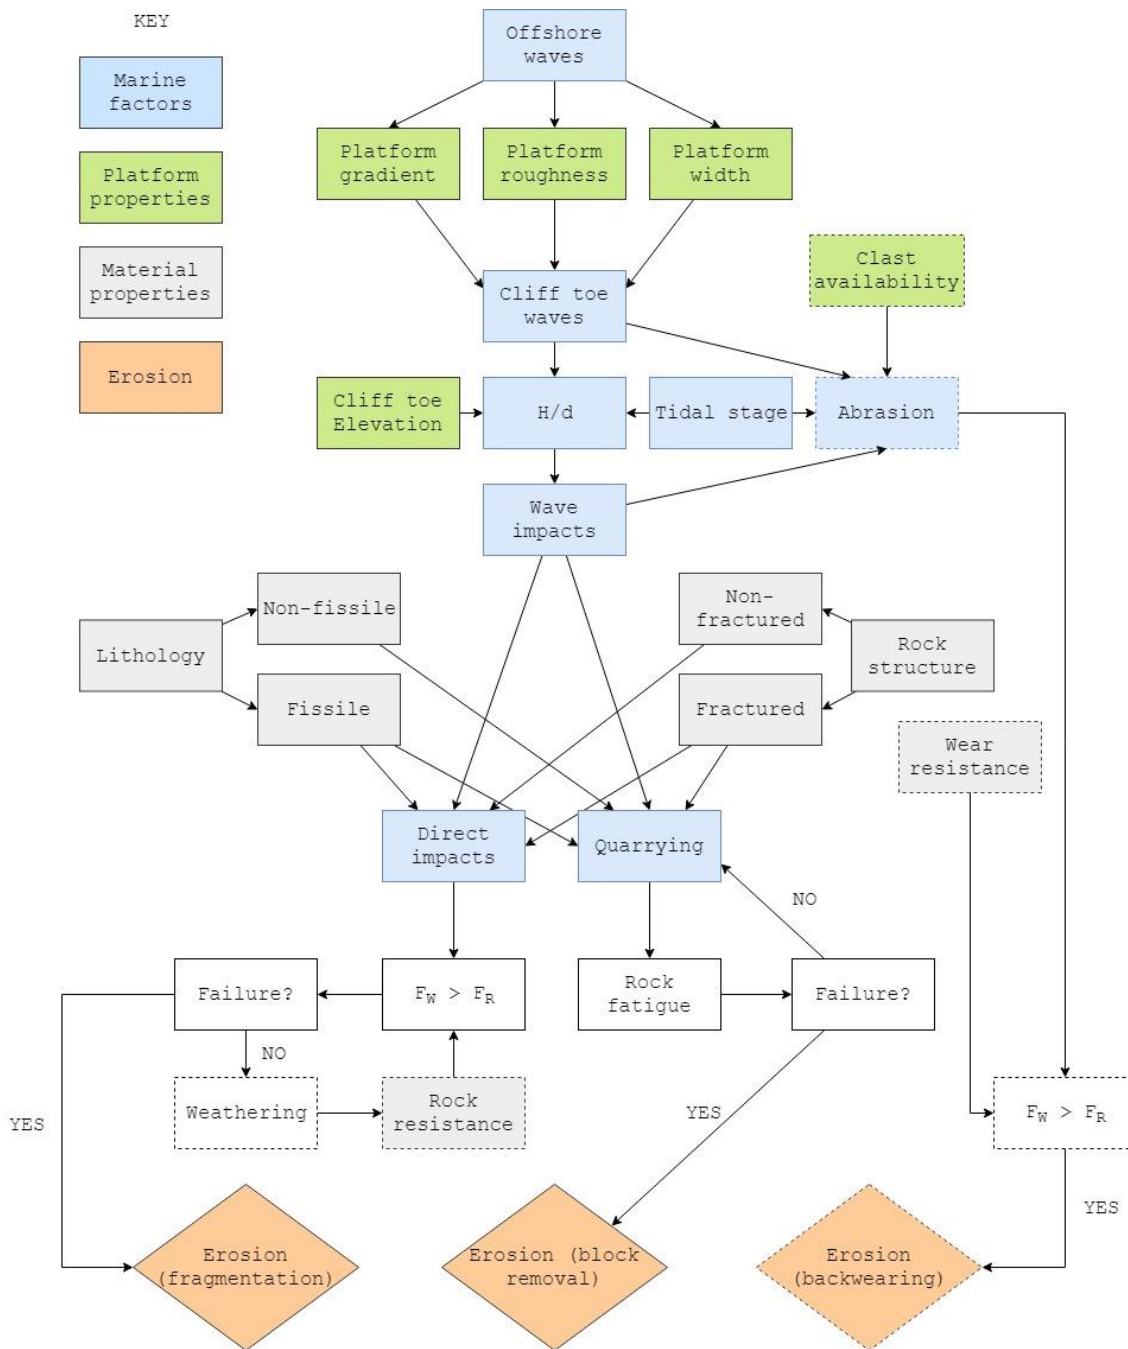 KEY
Marine
factors
Platform
properties
Material
properties
Erosion
Offshore
waves
Platform
gradient
Platform
roughness
Platform
width
Clast
availability
Cliff toe
waves
Cliff toe
Elevation
H/d
Tidal stage
Abrasion
Wave
impacts
Non-fissile
Non-
fractured
Lithology
Rock
structure
Fissile
Fractured
Wear
resistance
Direct
impacts
Quarrying
NO
Failure?
F_W > F_R
Rock
fatigue
Failure?
NO
YES
Weathering
Rock
resistance
YES
F_W > F_R
YES
Erosion
(fragmentation)
Erosion (block
removal)
Erosion
(backwearing)